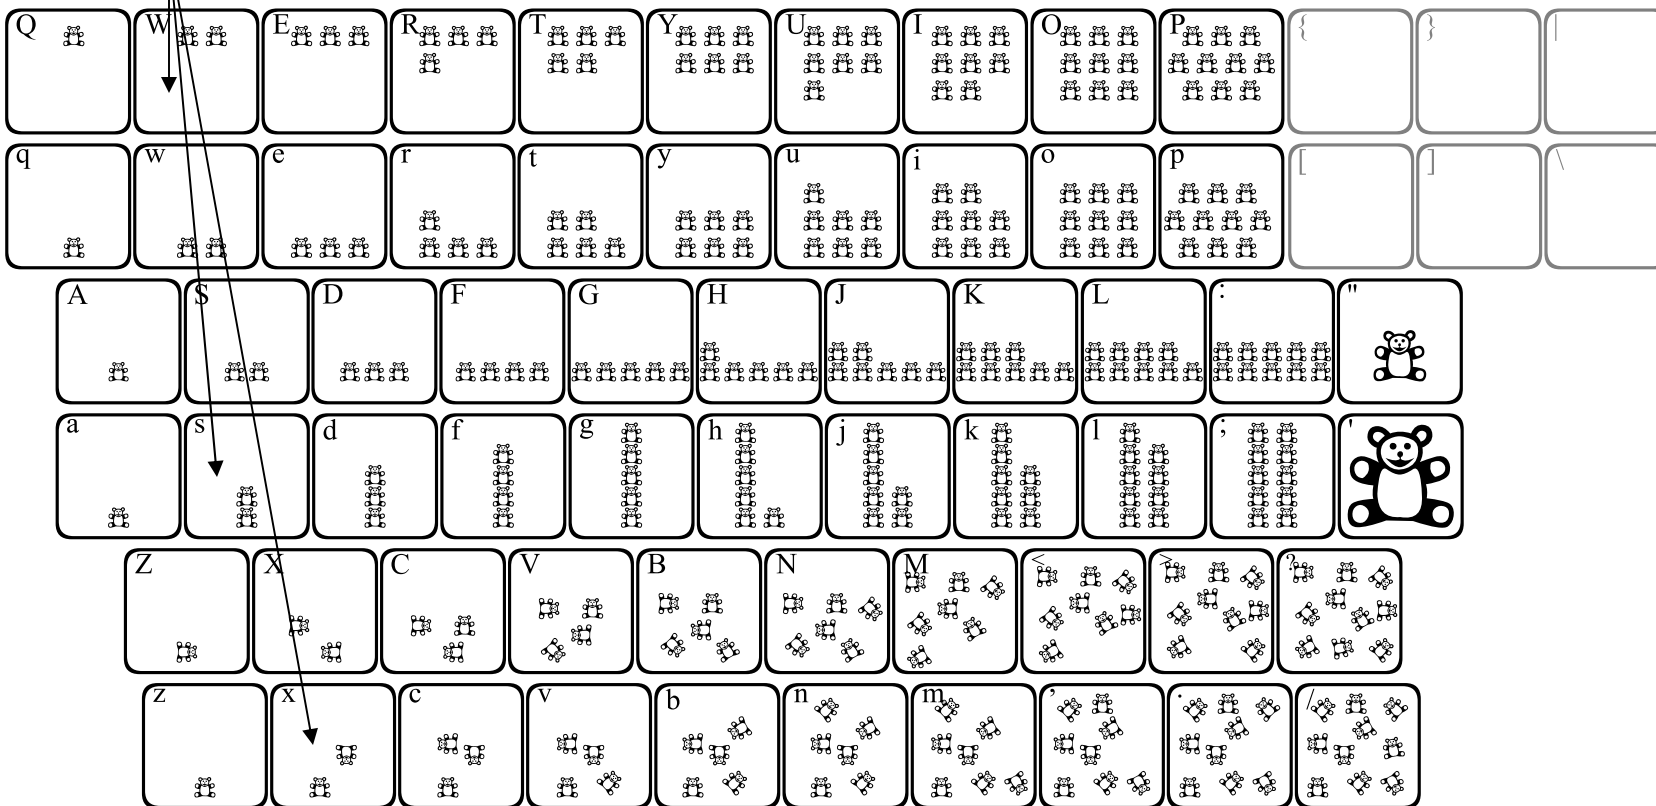 Q W E R T Y U I O P { } |
q w e r t y u i o p [ ] \
A S D F G H J K L : "
a s d f g h j k l ; '
Z X C V B N M < > ?
z x c v b n m , . /